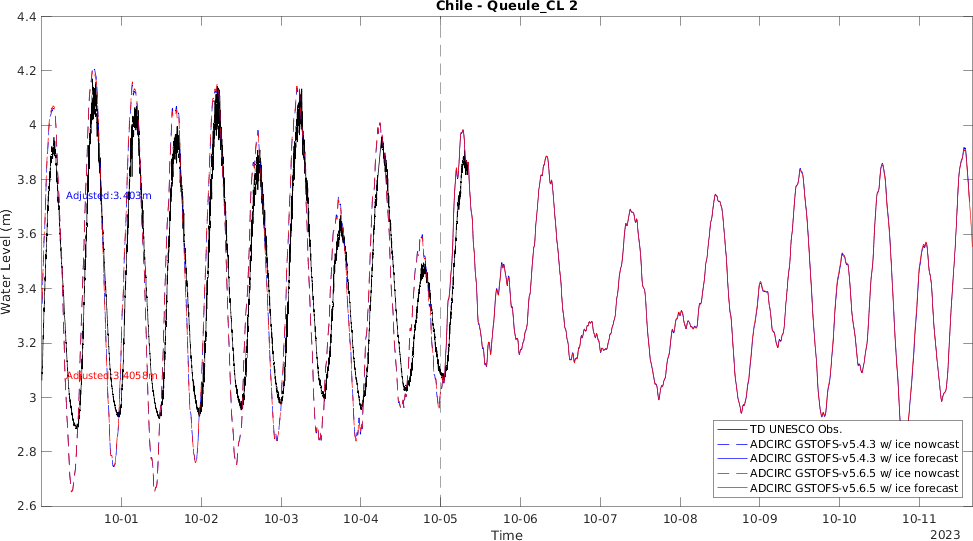 Chile - Queule_CL 2
4.4
4.2
4
3.8
3.6
3.4
3.2
3
2.8
2.6
Water Level (m)
Adjusted:3.403m
Adjusted:3.4058m
TD UNESCO Obs.
ADCIRC GSTOFS-v5.4.3 w/ ice nowcast
ADCIRC GSTOFS-v5.4.3 w/ ice forecast
ADCIRC GSTOFS-v5.6.5 w/ ice nowcast
ADCIRC GSTOFS-v5.6.5 w/ ice forecast
10-01 10-02 10-03 10-04 10-05 10-06 10-07 10-08 10-09 10-10 10-11
Time
2023